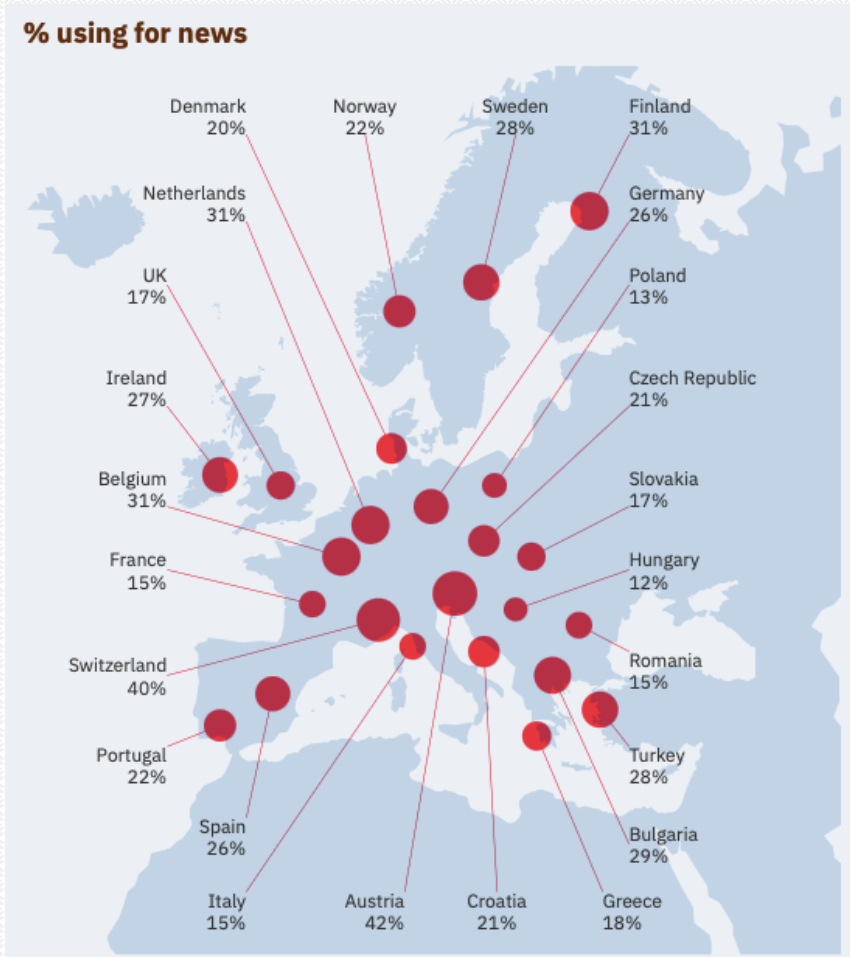 % using for news
Denmark
20%
Norway
22%
Sweden
28%
Finland
31%
Netherlands
31%
Germany
26%
UK
17%
Poland
13%
Ireland
27%
Czech Republic
21%
Belgium
31%
Slovakia
17%
France
15%
Hungary
12%
Switzerland
40%
Romania
15%
Portugal
22%
Turkey
28%
Spain
26%
Bulgaria
29%
Italy
15%
Austria
42%
Croatia
21%
Greece
18%